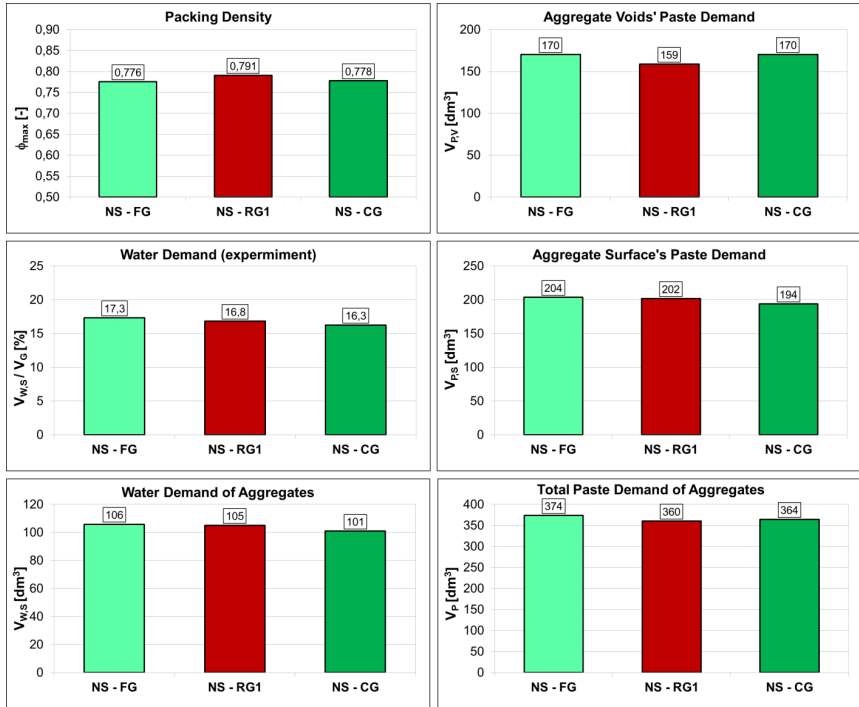 Packing Density
0,90
0,85
0,80
0,75
0,70
0,65
0,60
0,55
0,50
ϕmax [-]
0,776
0,791
0,778
NS - FG
NS - RG1
NS - CG
Aggregate Voids' Paste Demand
200
150
100
50
0
VP,V [dm³]
170
159
170
NS - FG
NS - RG1
NS - CG
Water Demand (expermiment)
25
20
15
10
5
0
VW,S / VG [%]
17,3
16,8
16,3
NS - FG
NS - RG1
NS - CG
Aggregate Surface's Paste Demand
250
200
150
100
50
0
VP,S [dm³]
204
202
194
NS - FG
NS - RG1
NS - CG
Water Demand of Aggregates
120
100
80
60
40
20
0
VW,S [dm³]
106
105
101
NS - FG
NS - RG1
NS - CG
Total Paste Demand of Aggregates
400
350
300
250
200
150
100
50
0
VP [dm³]
374
360
364
NS - FG
NS - RG1
NS - CG